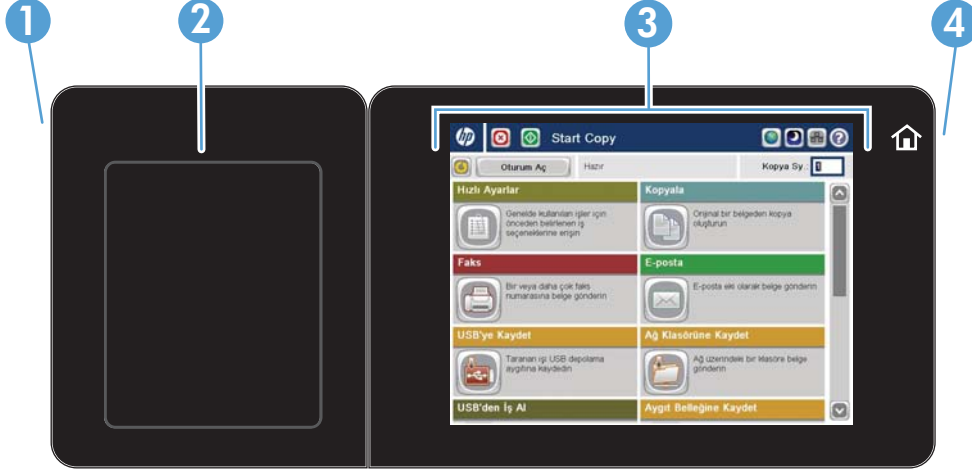 1
2
3
4
hp
Start Copy
?
Oturum Aç
Hazır
Kopya Sy.: 1
Hızlı Ayarlar
Genelde kullanılan işler için
önceden belirlenen iş
seçeneklerine erişin
Kopyala
Orijinal bir belgeden kopya
oluşturun
Faks
Bir veya daha çok faks
numarasına belge gönderin
E-posta
E-posta eki olarak belge gönderin
USB'ye Kaydet
Taranan işi USB depolama
aygıtına kaydedin
Ağ Klasörüne Kaydet
Ağ üzerindeki bir klasöre belge
gönderin
USB'den İş Al
Aygıt Belleğine Kaydet